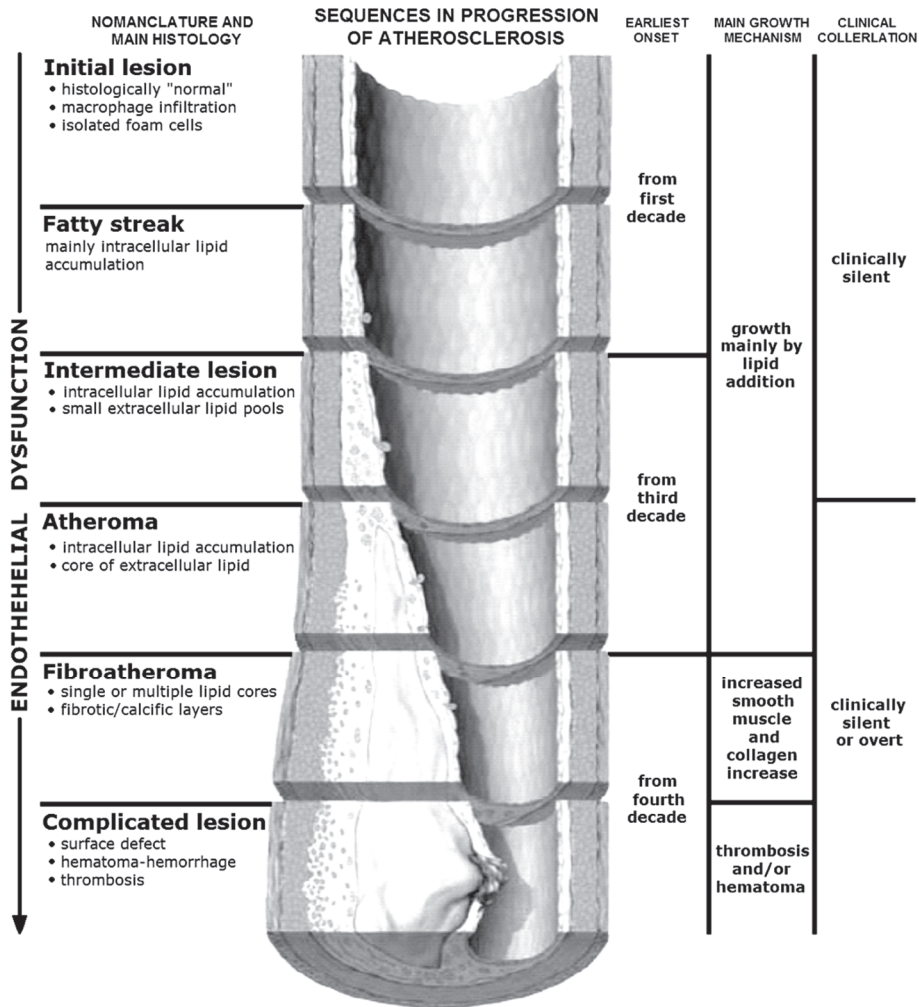 NOMANCLATURE AND
MAIN HISTOLOGY
SEQUENCES IN PROGRESSION
OF ATHEROSCLEROSIS
EARLIEST
ONSET
MAIN GROWTH
MECHANISM
CLINICAL
COLLERLATION
Initial lesion
• histologically "normal"
• macrophage infiltration
• isolated foam cells
Fatty streak
mainly intracellular lipid
accumulation
Intermediate lesion
• intracellular lipid accumulation
• small extracellular lipid pools
Atheroma
• intracellular lipid accumulation
• core of extracellular lipid
Fibroatheroma
• single or multiple lipid cores
• fibrotic/calcific layers
Complicated lesion
• surface defect
• hematoma-hemorrhage
• thrombosis
ENDOTHEHELIAL DYSFUNCTION
from
first
decade
from
third
decade
from
fourth
decade
growth
mainly by
lipid
addition
increased
smooth
muscle
and
collagen
increase
thrombosis
and/or
hematoma
clinically
silent
clinically
silent
or overt